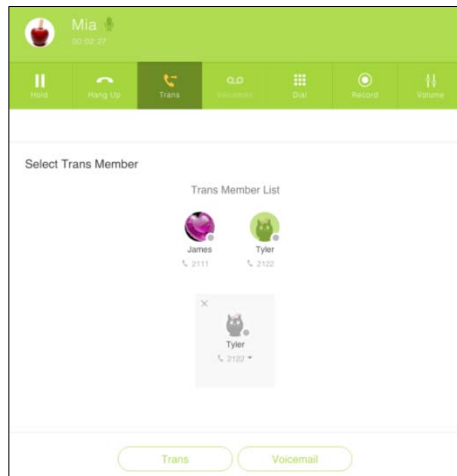 Mia
00:02:27
Hold Hang Up Trans Voicemail Dial Record Volume
Select Trans Member
Trans Member List
James Tyler
2111 2122
Tyler
2122
Trans Voicemail